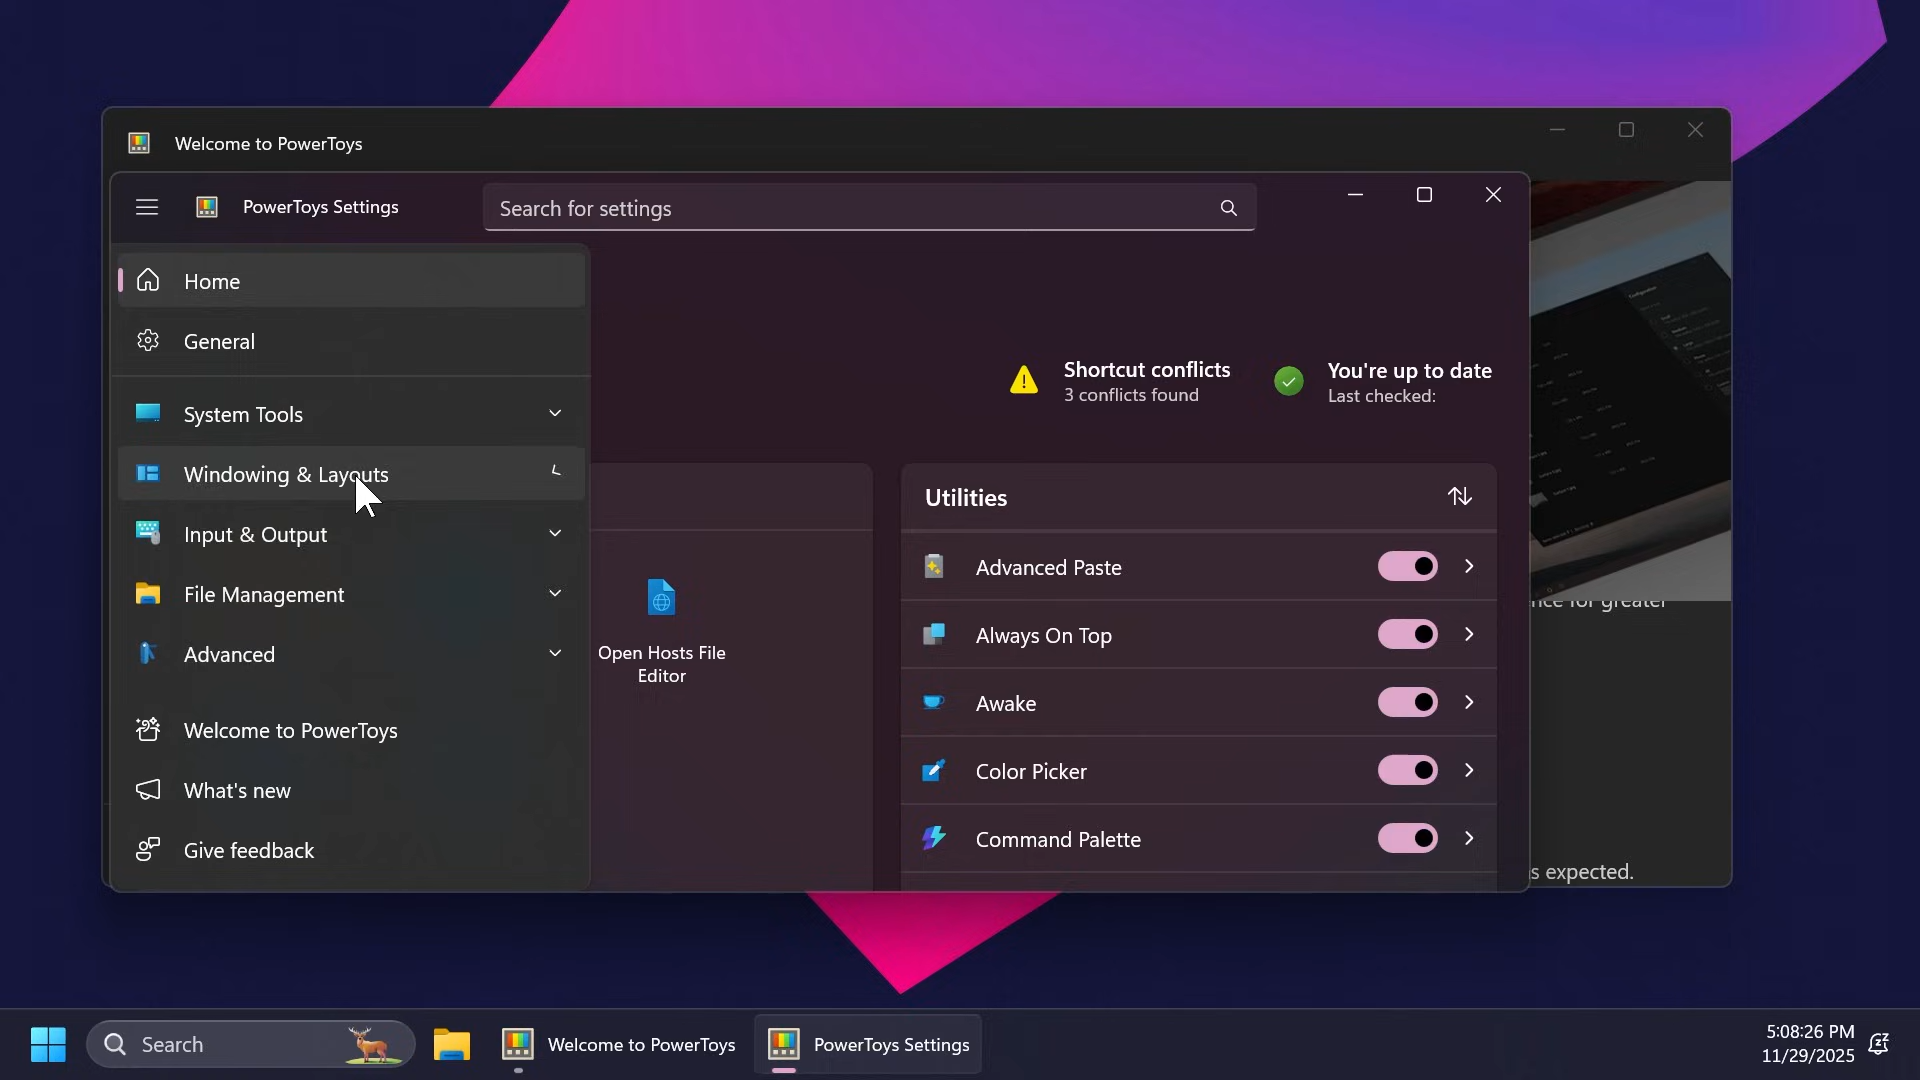 Welcome to PowerToys
PowerToys Settings
Search for settings
Home
General
Shortcut conflicts
3 conflicts found
You're up to date
Last checked:
System Tools
Windowing & Layouts
Input & Output
File Management
Advanced
Welcome to PowerToys
What's new
Give feedback
Open Hosts File
Editor
Utilities
Advanced Paste
Always On Top
Awake
Color Picker
Command Palette
for greater
s expected.
Search
Welcome to PowerToys
PowerToys Settings
5:08:26 PM
11/29/2025